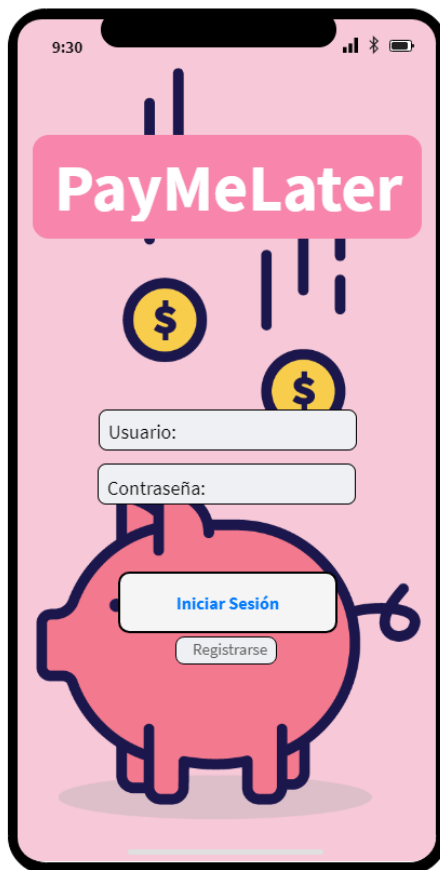 9:30
PayMeLater
$
$
Usuario:
Contraseña:
Iniciar Sesión
Registrarse